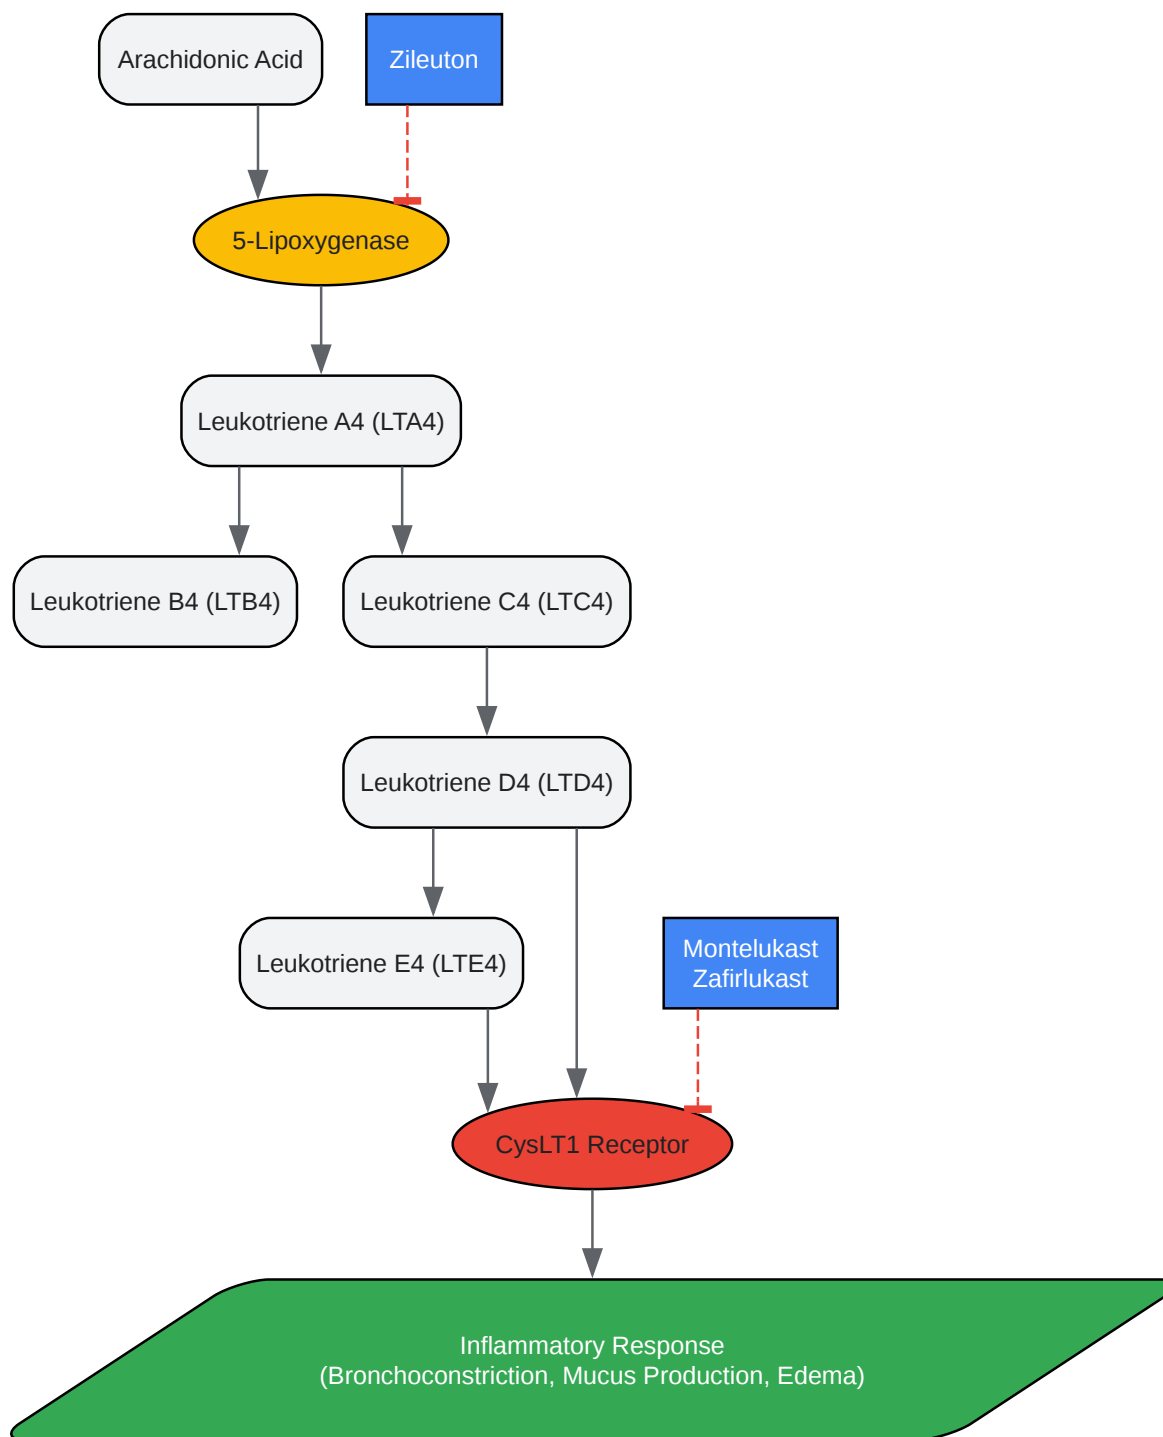 Arachidonic Acid
Zileuton
5-Lipoxygenase
Leukotriene A4 (LTA4)
Leukotriene B4 (LTB4)
Leukotriene C4 (LTC4)
Leukotriene D4 (LTD4)
Leukotriene E4 (LTE4)
Montelukast
Zafirlukast
CysLT1 Receptor
Inflammatory Response
(Bronchoconstriction, Mucus Production, Edema)